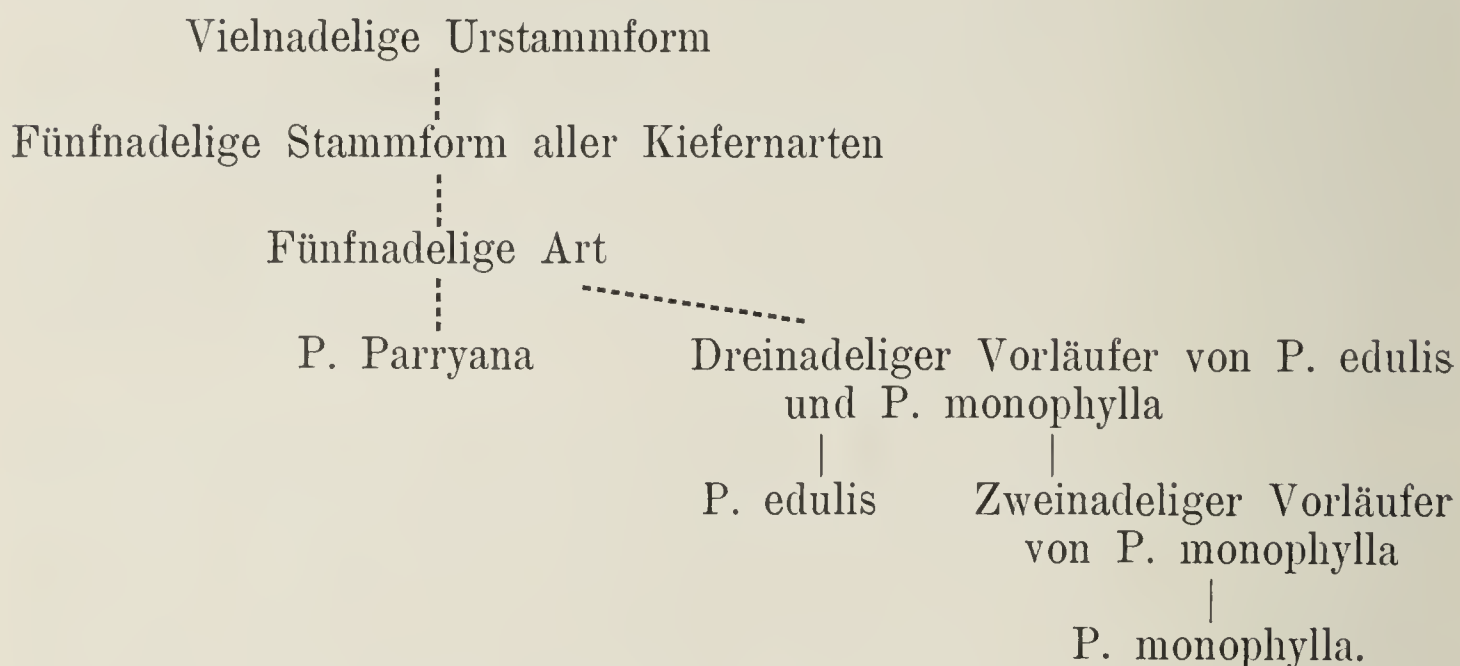 Vielnadelige Urstammform
Fünfnadelige Stammform aller Kiefernarten
Fünfnadelige Art
P. Parryana
Dreinadeliger Vorläufer von P. edulis
und P. monophylla
P. edulis
Zweinadeliger Vorläufer
von P. monophylla
P. monophylla.